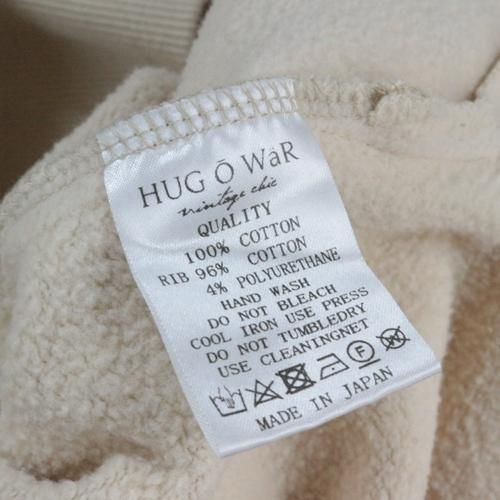 HUG Ō WäR
vintage chic
QUALITY
100% COTTON
RIB 96% COTTON
4% POLYURETHANE
HAND WASH
DO NOT BLEACH
COOL IRON USE PRESS
DO NOT TUMBLEDRY
USE CLEANINGNET
MADE IN JAPAN